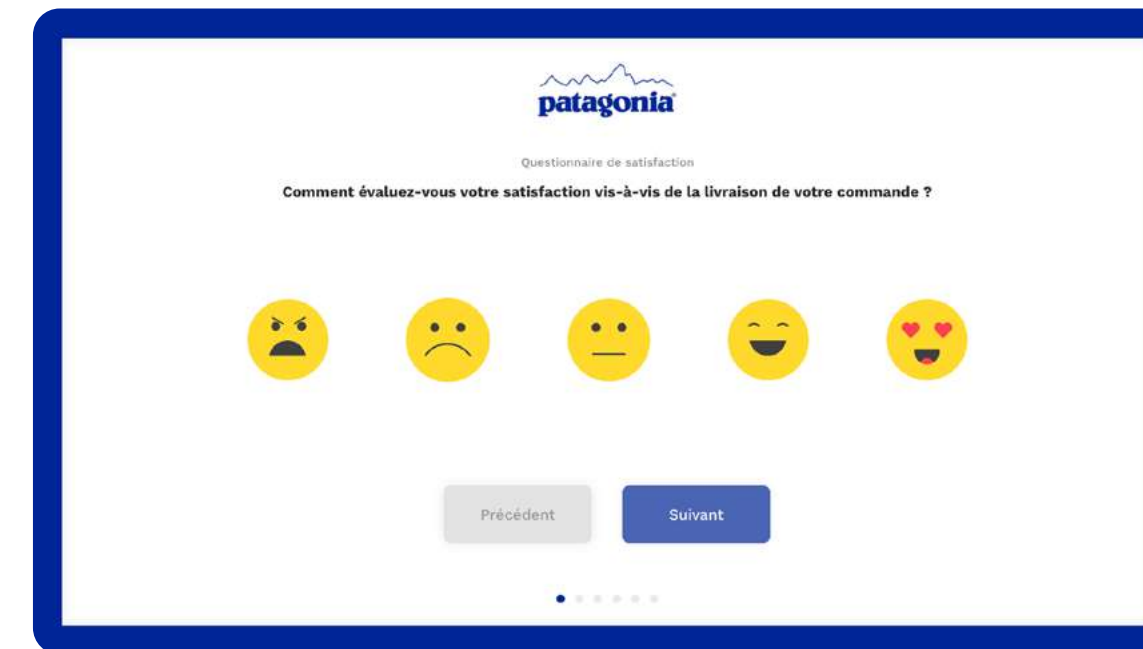 patagonia®
Questionnaire de satisfaction
Comment évaluez-vous votre satisfaction vis-à-vis de la livraison de votre commande ?
Précédent
Suivant